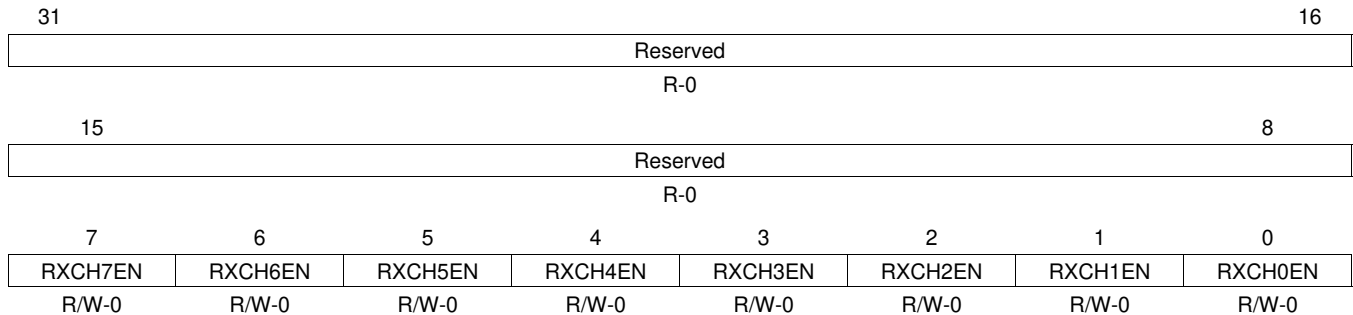 31 16
Reserved
R-0
15 8
Reserved
R-0
7 6 5 4 3 2 1 0
RXCH7EN RXCH6EN RXCH5EN RXCH4EN RXCH3EN RXCH2EN RXCH1EN RXCH0EN
R/W-0 R/W-0 R/W-0 R/W-0 R/W-0 R/W-0 R/W-0 R/W-0